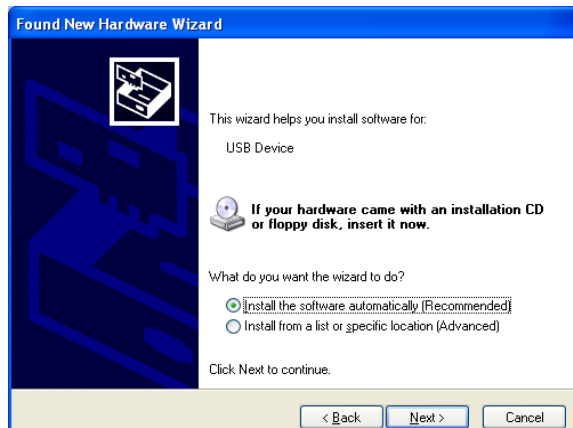 Found New Hardware Wizard
This wizard helps you install software for:
USB Device
If your hardware came with an installation CD
or floppy disk, insert it now.
What do you want the wizard to do?
Install the software automatically (Recommended)
Install from a list or specific location (Advanced)
Click Next to continue.
< Back
Next >
Cancel